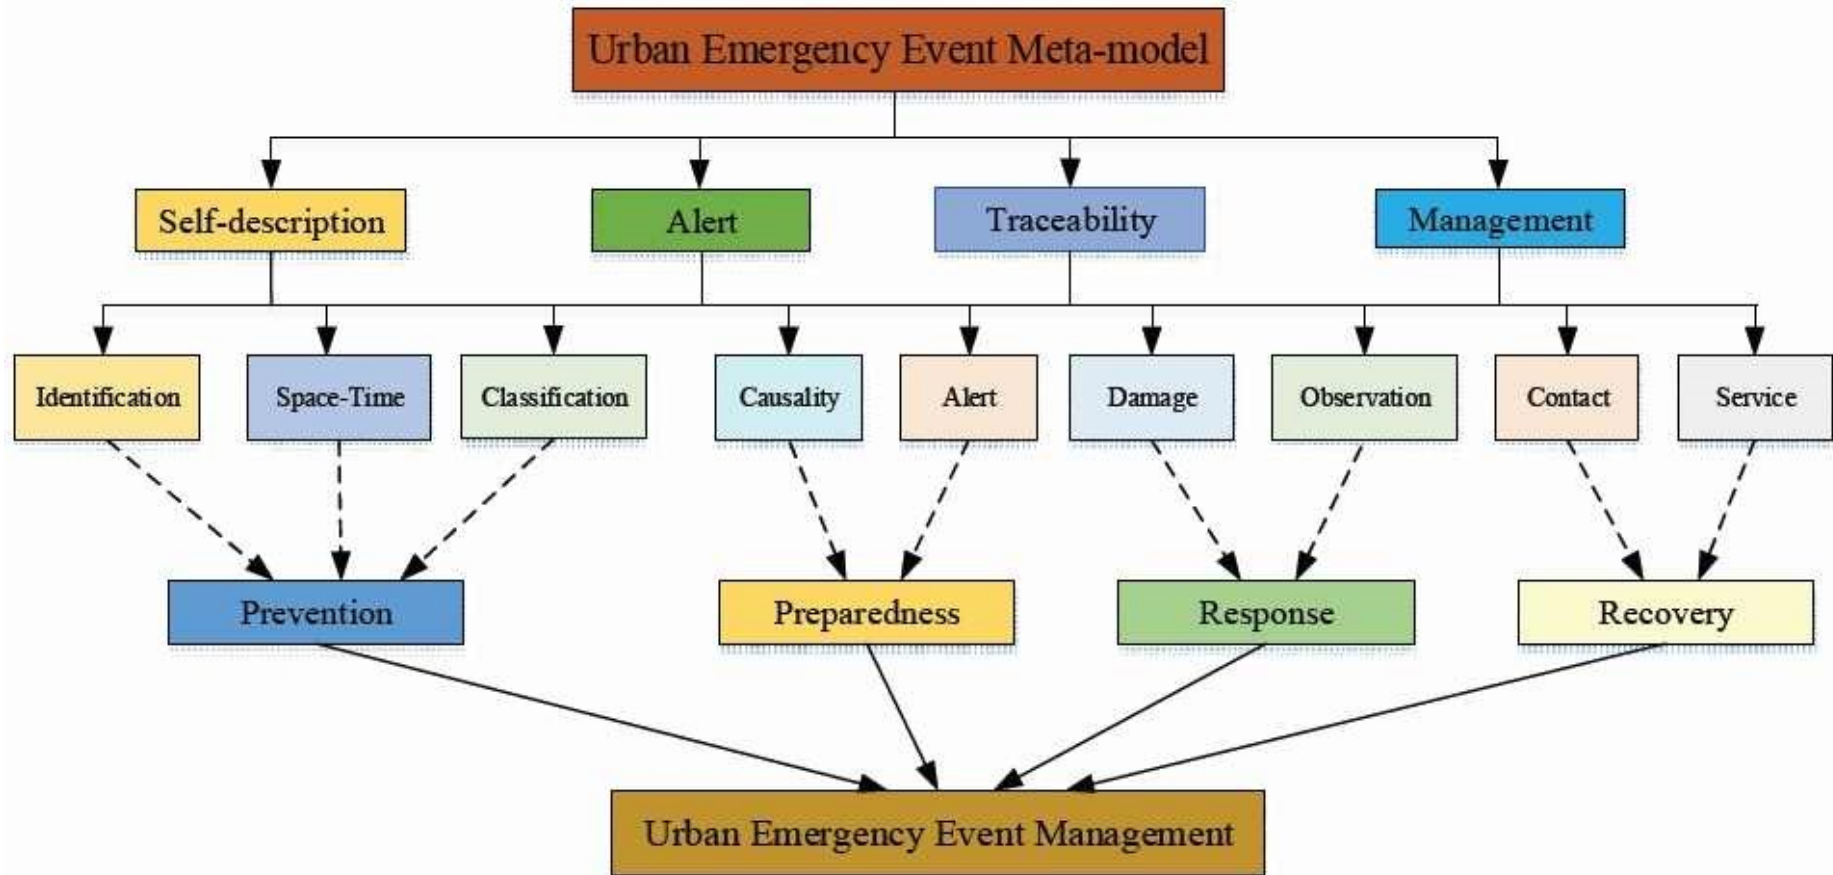 Urban Emergency Event Meta-model
Self-description
Alert
Traceability
Management
Identification
Space-Time
Classification
Causality
Alert
Damage
Observation
Contact
Service
Prevention
Preparedness
Response
Recovery
Urban Emergency Event Management